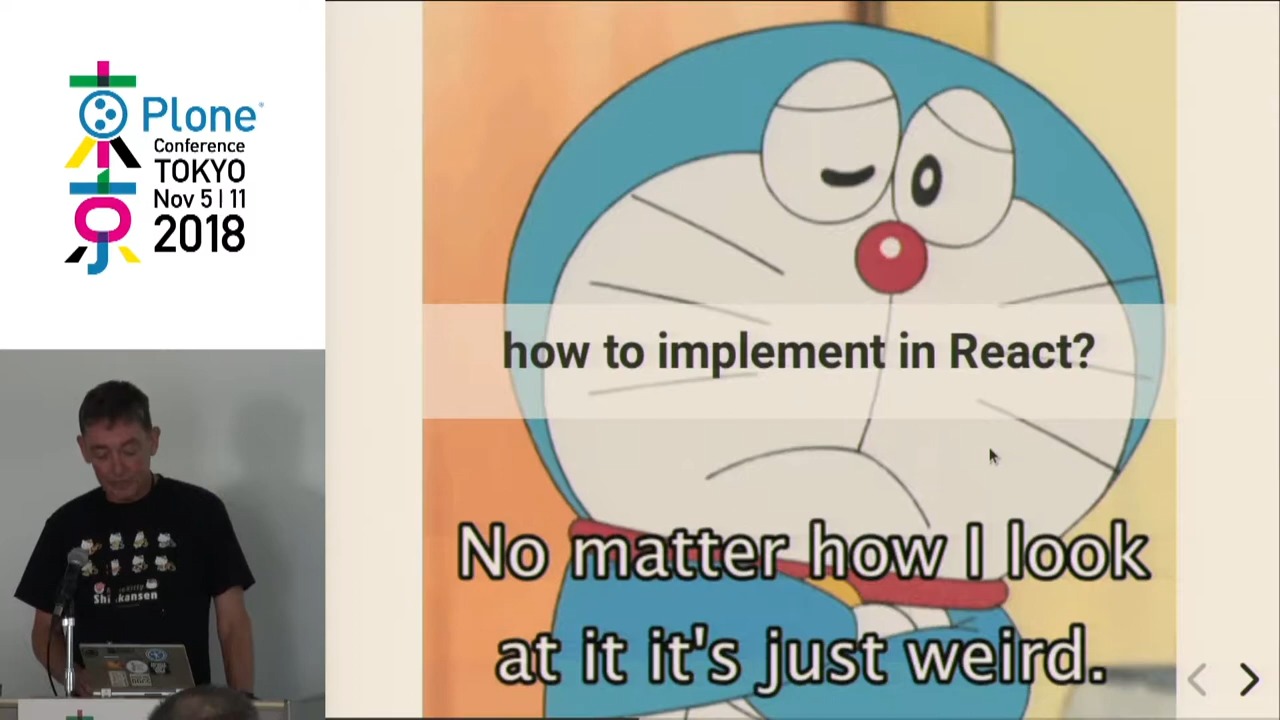 Plone
Conference
TOKYO
Nov 5 | 11
2018
how to implement in React?
No matter how I look
at it it's just weird.